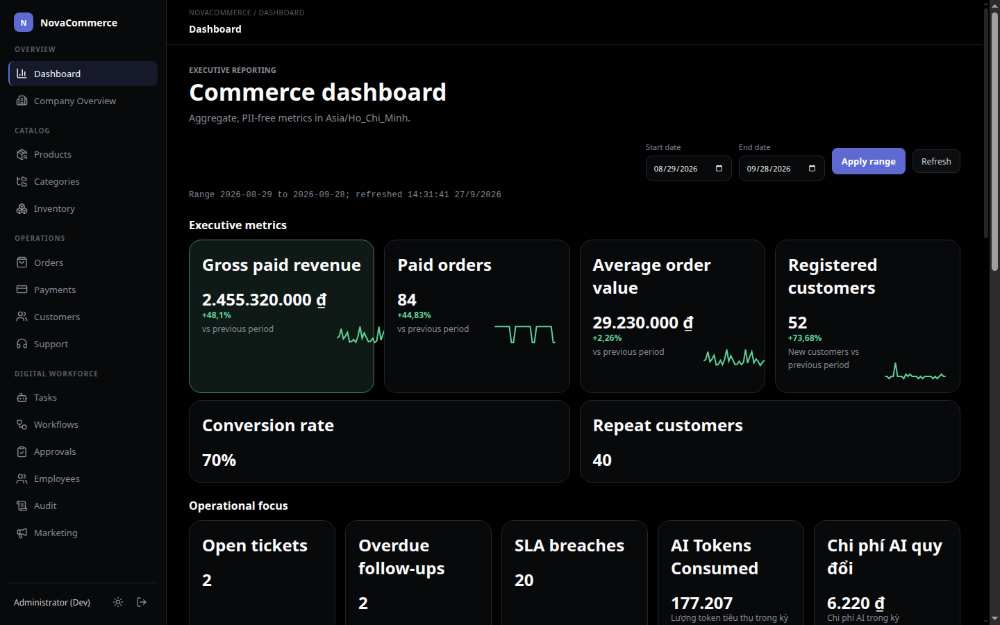 N NovaCommerce
OVERVIEW
Dashboard
Company Overview
CATALOG
Products
Categories
Inventory
OPERATIONS
Orders
Payments
Customers
Support
DIGITAL WORKFORCE
Tasks
Workflows
Approvals
Employees
Audit
Marketing
Administrator (Dev)
NOVACOMMERCE / DASHBOARD
Dashboard
EXECUTIVE REPORTING
Commerce dashboard
Aggregate, PII-free metrics in Asia/Ho_Chi_Minh.
Start date
08/29/2026
End date
09/28/2026
Apply range
Refresh
Range 2026-08-29 to 2026-09-28; refreshed 14:31:41 27/9/2026
Executive metrics
Gross paid revenue
2.455.320.000 ₫
+48,1%
vs previous period
Paid orders
84
+44,83%
vs previous period
Average order
value
29.230.000 ₫
+2,26%
vs previous period
Registered
customers
52
+73,68%
New customers vs
previous period
Conversion rate
70%
Repeat customers
40
Operational focus
Open tickets
2
Overdue
follow-ups
2
SLA breaches
20
AI Tokens
Consumed
177.207
Lượng token tiêu thụ trong kỳ
Chi phí AI quy
đổi
6.220 ₫
Chi phí AI trong kỳ